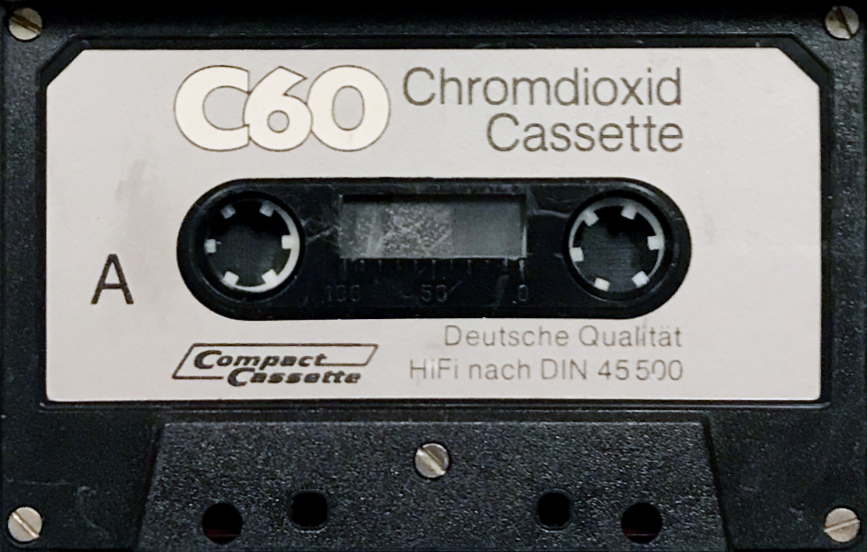 C60 Chromdioxid
Cassette
A
100 50 0
Compact
Cassette
Deutsche Qualität
HiFi nach DIN 45 500